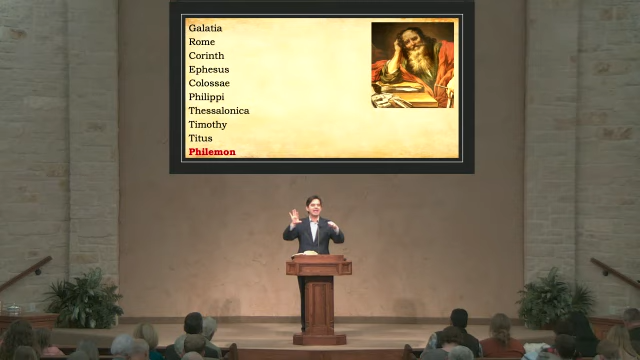 Galatia
Rome
Corinth
Ephesus
Colossae
Philippi
Thessalonica
Timothy
Titus
Philemon